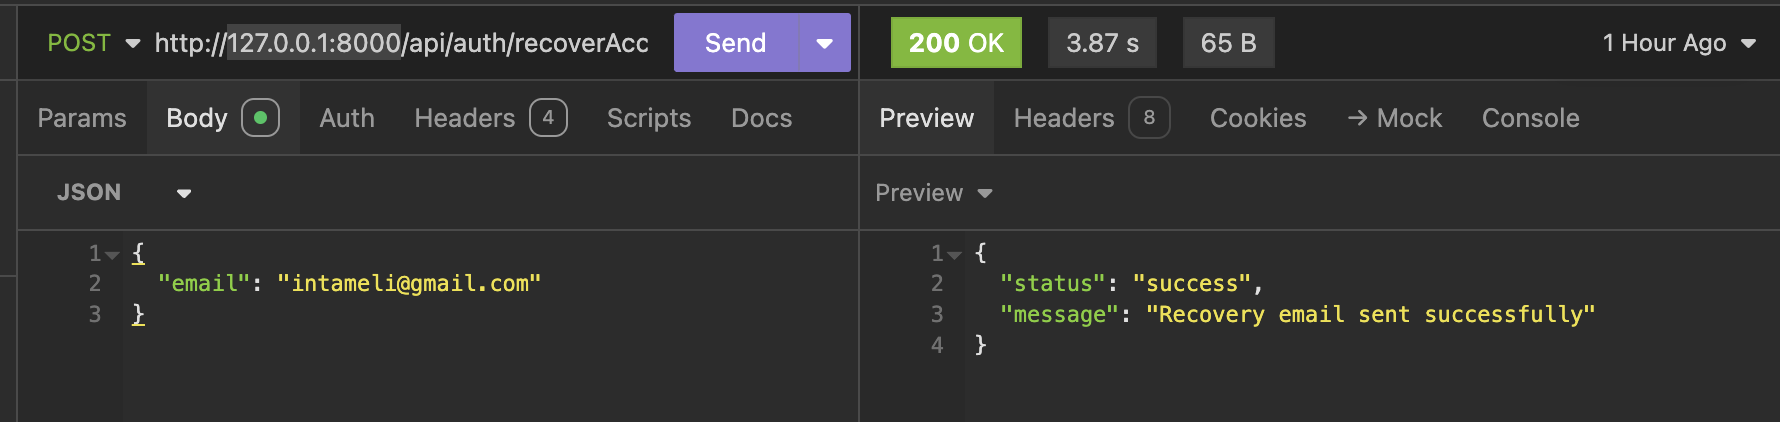 POST http://127.0.0.1:8000/api/auth/recoverAcc Send 200 OK 3.87 s 65 B 1 Hour Ago
Params Body Auth Headers 4 Scripts Docs
Preview Headers 8 Cookies → Mock Console
JSON
Preview
1 {
2 "email": "intameli@gmail.com"
3 }
1 {
2 "status": "success",
3 "message": "Recovery email sent successfully"
4 }